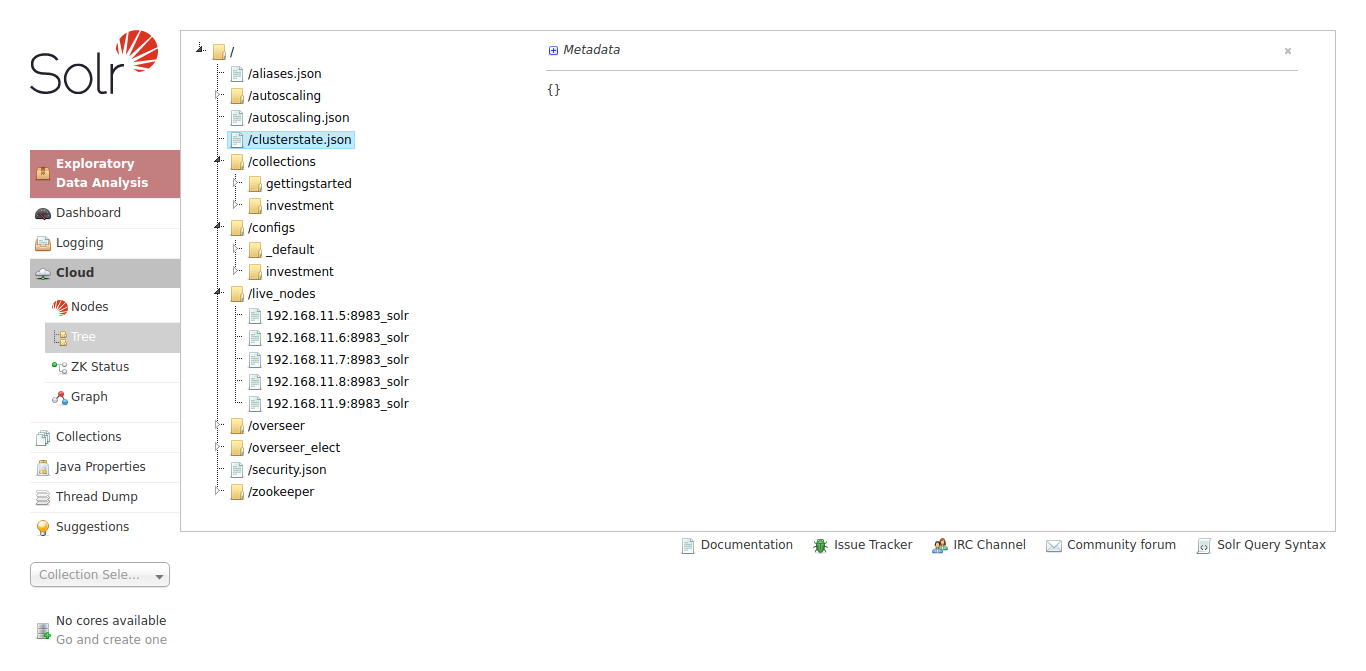 Solr
Exploratory
Data Analysis
Dashboard
Logging
Cloud
Nodes
Tree
ZK Status
Graph
Collections
Java Properties
Thread Dump
Suggestions
Collection Sele...
No cores available
Go and create one
/
/aliases.json
/autoscaling
/autoscaling.json
/clusterstate.json
/collections
gettingstarted
investment
/configs
_default
investment
/live_nodes
192.168.11.5:8983_solr
192.168.11.6:8983_solr
192.168.11.7:8983_solr
192.168.11.8:8983_solr
192.168.11.9:8983_solr
/overseer
/overseer_elect
/security.json
/zookeeper
Metadata
{}
Documentation
Issue Tracker
IRC Channel
Community forum
Solr Query Syntax